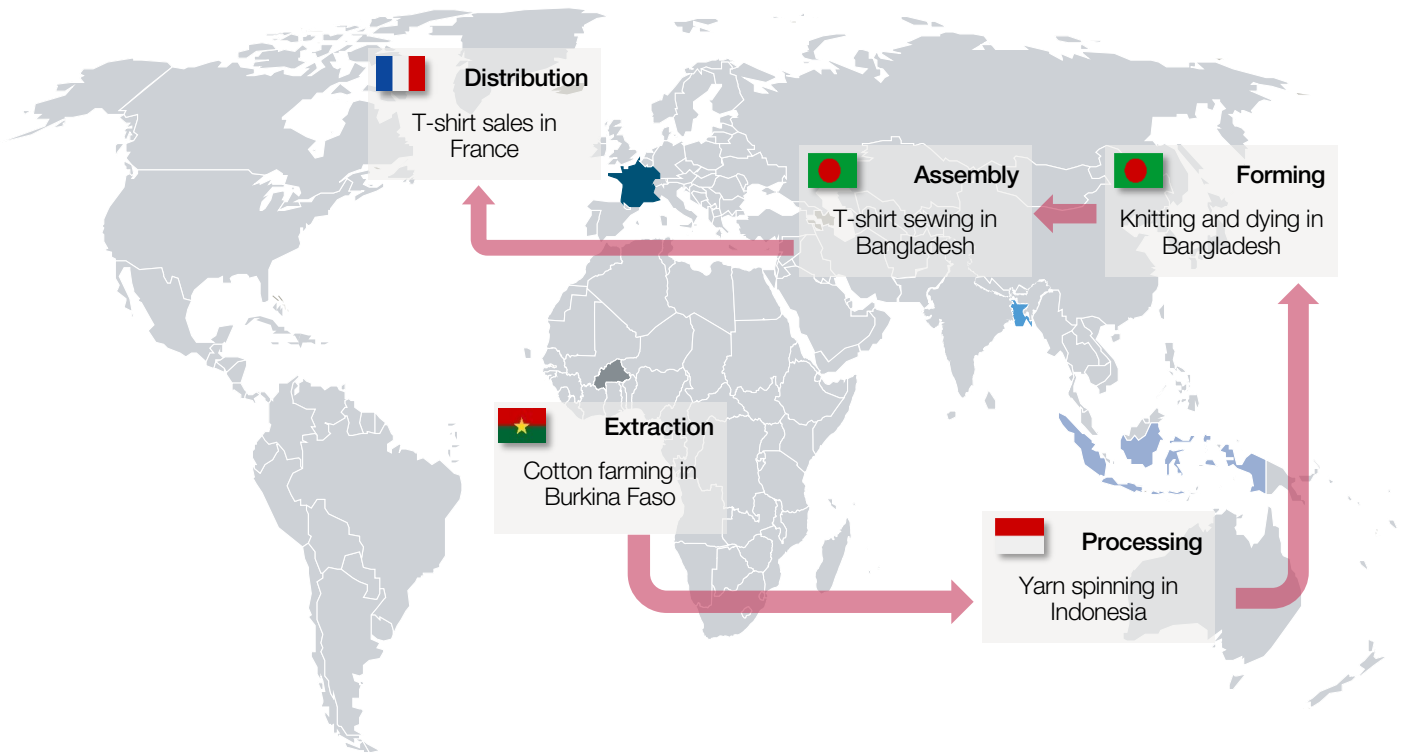 Distribution
T-shirt sales in
France
Assembly
T-shirt sewing in
Bangladesh
Forming
Knitting and dying in
Bangladesh
Extraction
Cotton farming in
Burkina Faso
Processing
Yarn spinning in
Indonesia